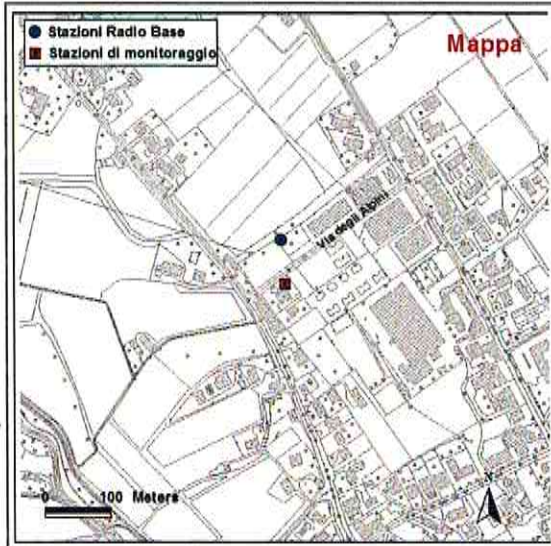 Stazioni Radio Base
Stazioni di monitoraggio
Mappa
Via degli Alpini
0 100 Meters